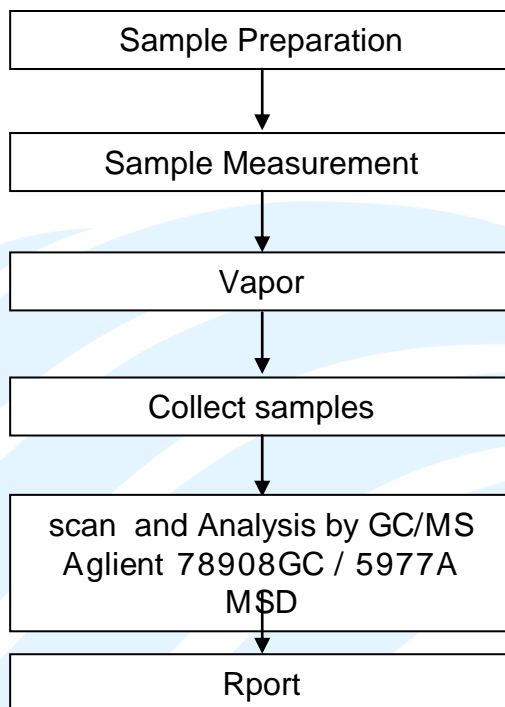 Sample Preparation
Sample Measurement
Vapor
Collect samples
scan and Analysis by GC/MS
Aglient 78908GC / 5977A
MSD
Rport